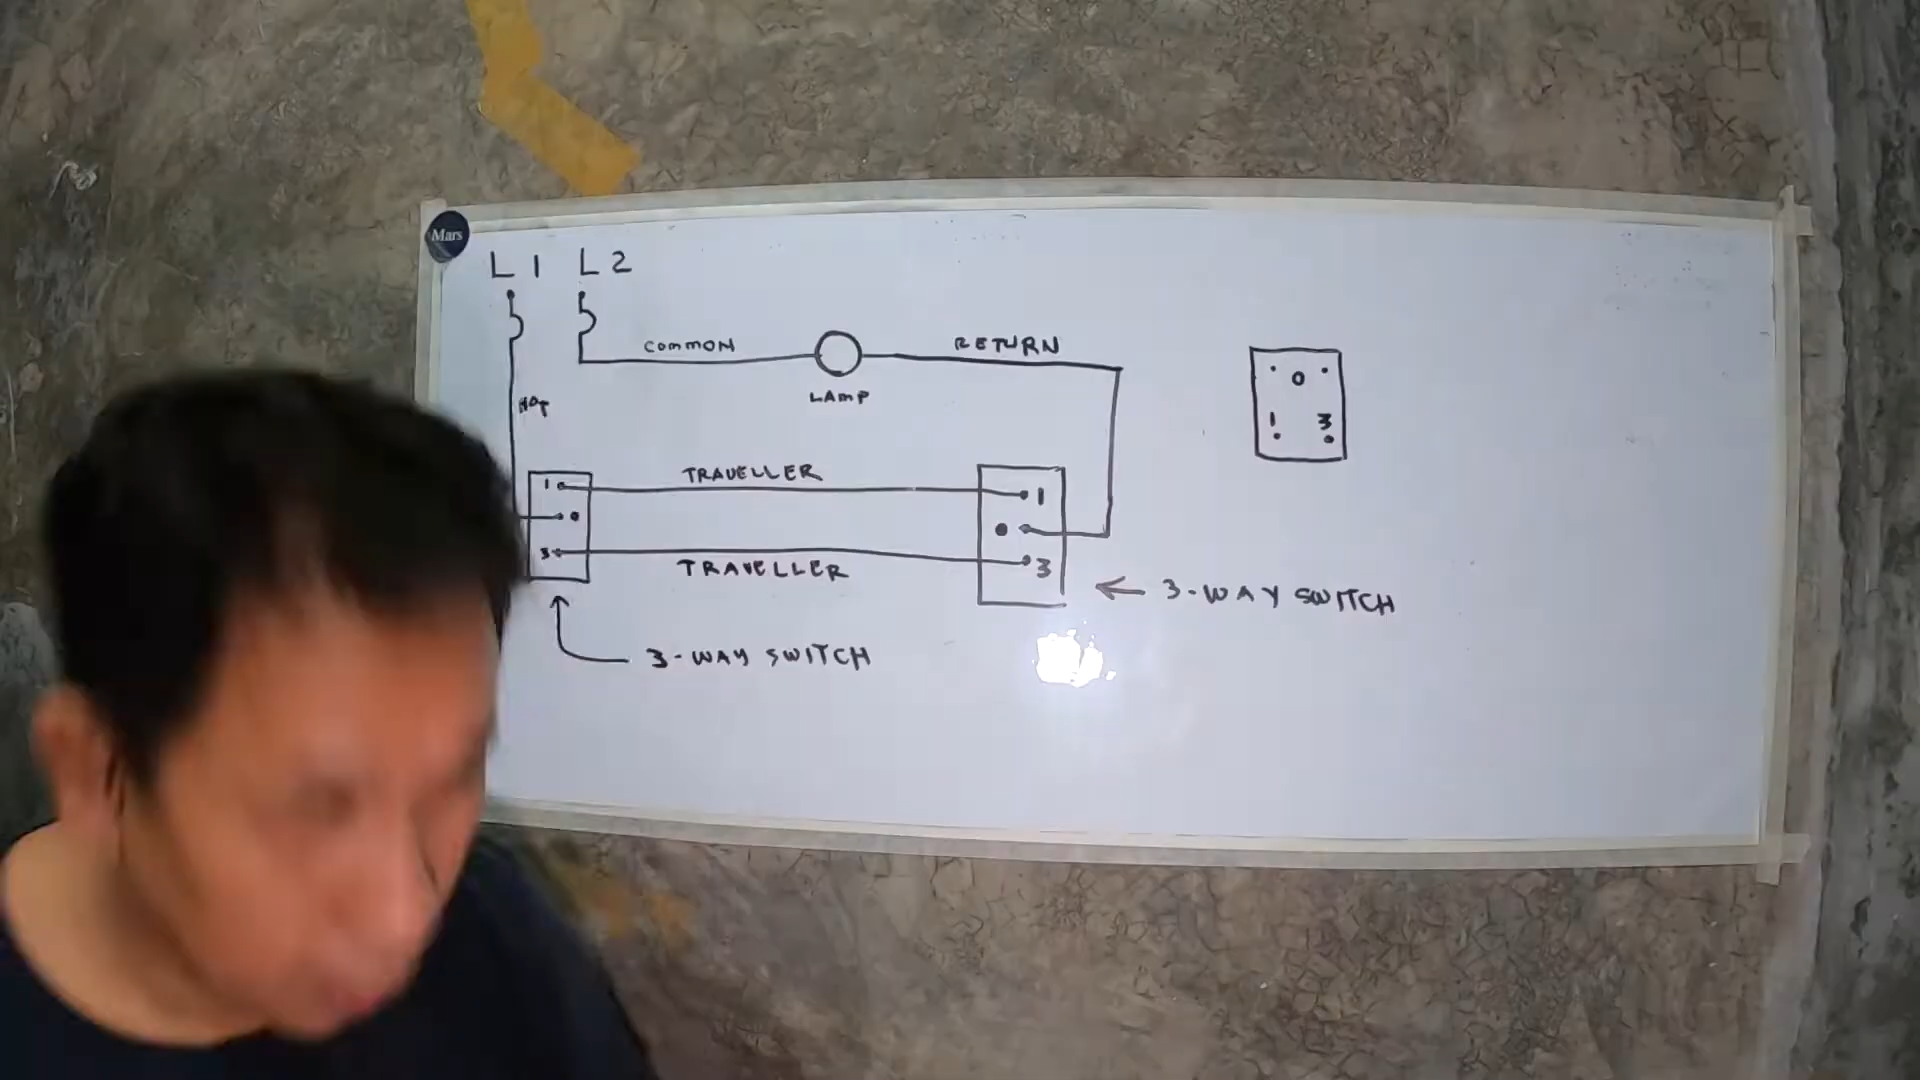 Mars
L1 L2
COMMON
RETURN
LAMP
HOT
0
1 3
TRAVELLER
1
1
3
3
TRAVELLER
3-WAY SWITCH
3-WAY SWITCH